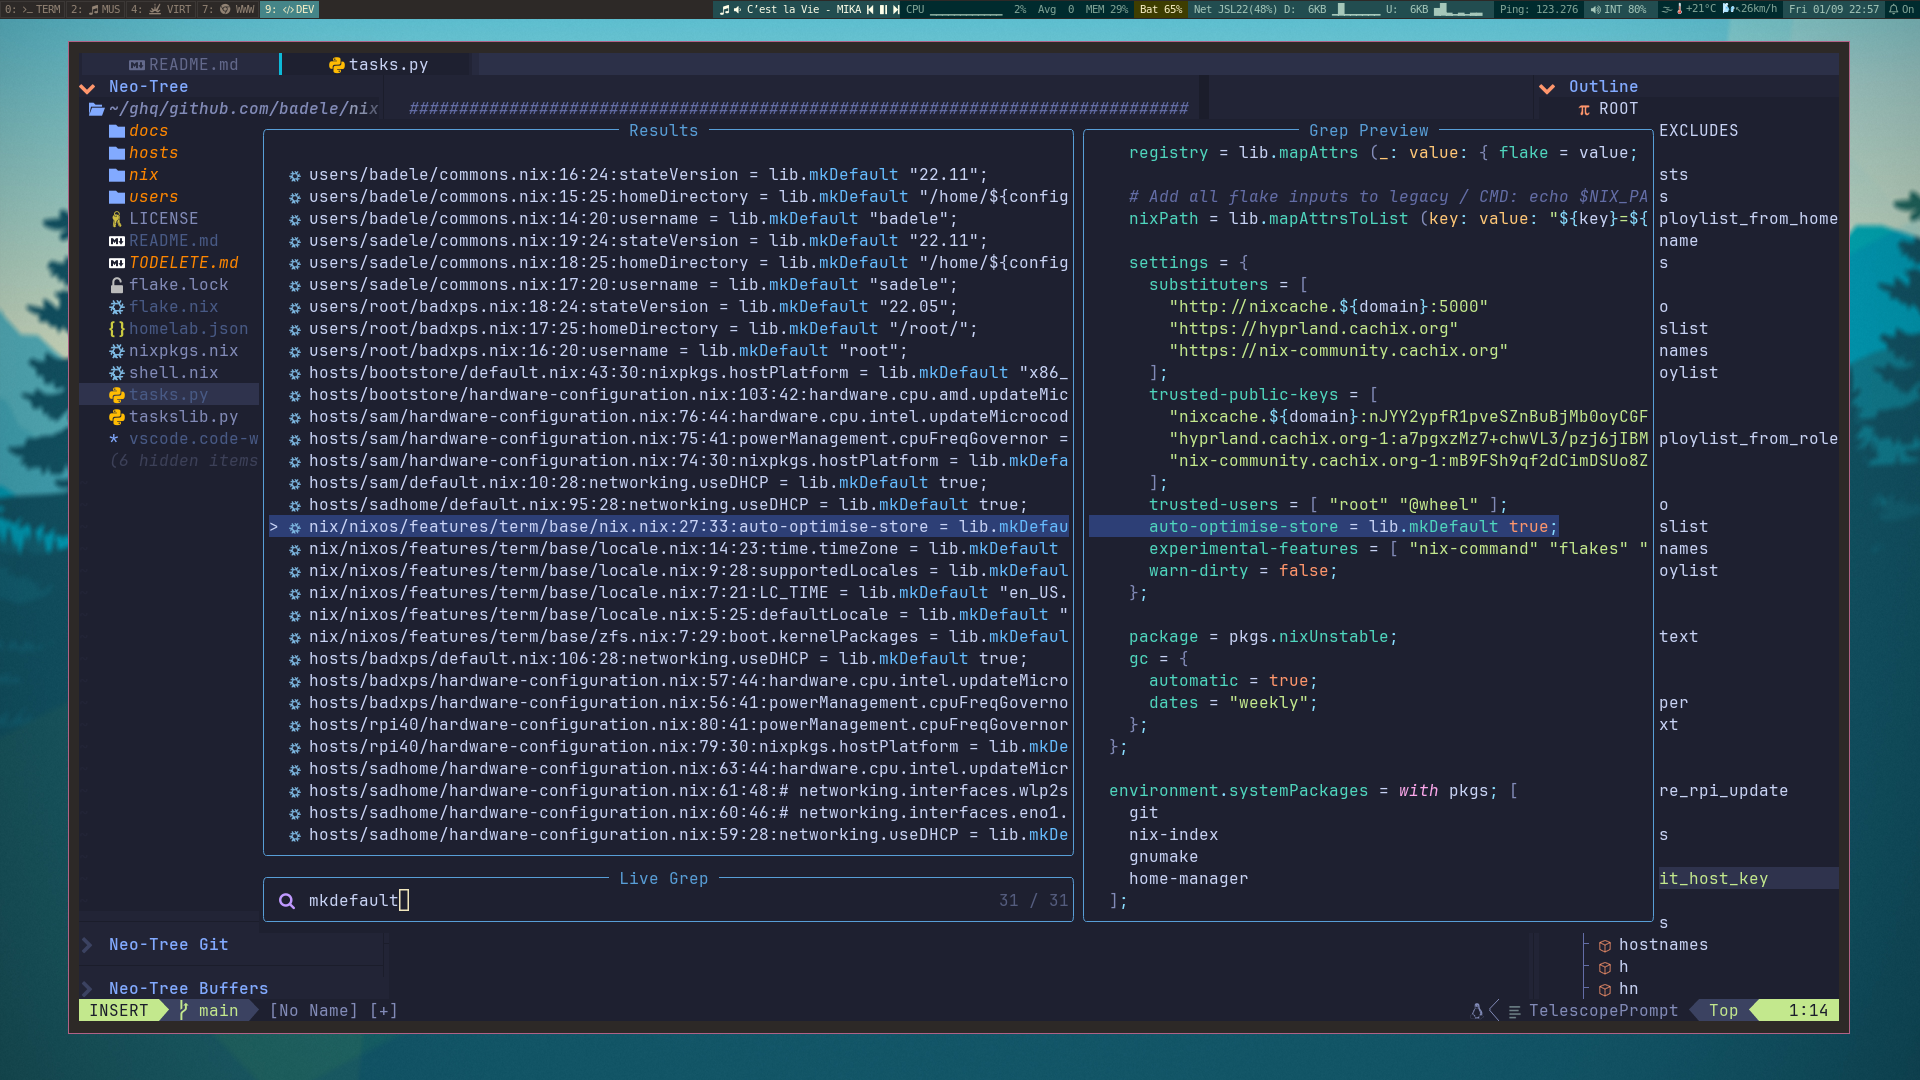 0: >_ TERM 2: MUS 4: VIRT 7: WWW 9: </>DEV
C’est la Vie - MIKA CPU 2% Avg 0 MEM 29% Bat 65% Net JSL22(48%) D: 6KB U: 6KB Ping: 123.276 INT 80% +21°C 26km/h Fri 01/09 22:57 On
README.md tasks.py
Neo-Tree
~/ghq/github.com/badele/nix
docs
hosts
nix
users
LICENSE
README.md
TODELETE.md
flake.lock
flake.nix
homelab.json
nixpkgs.nix
shell.nix
tasks.py
taskslib.py
* vscode.code-w
(6 hidden items
##############################################################################
Results
users/badele/commons.nix:16:24:stateVersion = lib.mkDefault "22.11";
users/badele/commons.nix:15:25:homeDirectory = lib.mkDefault "/home/${config
users/badele/commons.nix:14:20:username = lib.mkDefault "badele";
users/sadele/commons.nix:19:24:stateVersion = lib.mkDefault "22.11";
users/sadele/commons.nix:18:25:homeDirectory = lib.mkDefault "/home/${config
users/sadele/commons.nix:17:20:username = lib.mkDefault "sadele";
users/root/badxps.nix:18:24:stateVersion = lib.mkDefault "22.05";
users/root/badxps.nix:17:25:homeDirectory = lib.mkDefault "/root/";
users/root/badxps.nix:16:20:username = lib.mkDefault "root";
hosts/bootstore/default.nix:43:30:nixpkgs.hostPlatform = lib.mkDefault "x86_
hosts/bootstore/hardware-configuration.nix:103:42:hardware.cpu.amd.updateMic
hosts/sam/hardware-configuration.nix:76:44:hardware.cpu.intel.updateMicrocod
hosts/sam/hardware-configuration.nix:75:41:powerManagement.cpuFreqGovernor =
hosts/sam/hardware-configuration.nix:74:30:nixpkgs.hostPlatform = lib.mkDefa
hosts/sam/default.nix:10:28:networking.useDHCP = lib.mkDefault true;
hosts/sadhome/default.nix:95:28:networking.useDHCP = lib.mkDefault true;
> nix/nixos/features/term/base/nix.nix:27:33:auto-optimise-store = lib.mkDefau
nix/nixos/features/term/base/locale.nix:14:23:time.timeZone = lib.mkDefault
nix/nixos/features/term/base/locale.nix:9:28:supportedLocales = lib.mkDefaul
nix/nixos/features/term/base/locale.nix:7:21:LC_TIME = lib.mkDefault "en_US.
nix/nixos/features/term/base/locale.nix:5:25:defaultLocale = lib.mkDefault "
nix/nixos/features/term/base/zfs.nix:7:29:boot.kernelPackages = lib.mkDefaul
hosts/badxps/default.nix:106:28:networking.useDHCP = lib.mkDefault true;
hosts/badxps/hardware-configuration.nix:57:44:hardware.cpu.intel.updateMicro
hosts/badxps/hardware-configuration.nix:56:41:powerManagement.cpuFreqGovernor
hosts/rpi40/hardware-configuration.nix:80:41:powerManagement.cpuFreqGovernor
hosts/rpi40/hardware-configuration.nix:79:30:nixpkgs.hostPlatform = lib.mkDe
hosts/sadhome/hardware-configuration.nix:63:44:hardware.cpu.intel.updateMicr
hosts/sadhome/hardware-configuration.nix:61:48:# networking.interfaces.wlp2s
hosts/sadhome/hardware-configuration.nix:60:46:# networking.interfaces.eno1.
hosts/sadhome/hardware-configuration.nix:59:28:networking.useDHCP = lib.mkDe
Live Grep
mkdefault 31 / 31
Grep Preview
registry = lib.mapAttrs (_: value: { flake = value;
# Add all flake inputs to legacy / CMD: echo $NIX_PA
nixPath = lib.mapAttrsToList (key: value: "${key}=${
settings = {
substituters = [
"http://nixcache.${domain}:5000"
"https://hyprland.cachix.org"
"https://nix-community.cachix.org"
];
trusted-public-keys = [
"nixcache.${domain}:nJYY2ypfR1pveSZnBuBjMb0oyCGF
"hyprland.cachix.org-1:a7pgxzMz7+chwVL3/pzj6jIBM
"nix-community.cachix.org-1:mB9FSh9qf2dCimDSUo8Z
];
trusted-users = [ "root" "@wheel" ];
auto-optimise-store = lib.mkDefault true;
experimental-features = [ "nix-command" "flakes" "
warn-dirty = false;
};
package = pkgs.nixUnstable;
gc = {
automatic = true;
dates = "weekly";
};
};
environment.systemPackages = with pkgs; [
git
nix-index
gnumake
home-manager
];
Outline
ROOT
EXCLUDES
sts
s
ploylist_from_home
name
s
o
slist
names
oylist
ploylist_from_role
o
slist
names
oylist
text
per
xt
re_rpi_update
s
it_host_key
s
hostnames
h
hn
Neo-Tree Git
Neo-Tree Buffers
INSERT main [No Name] [+] TelescopePrompt Top 1:14